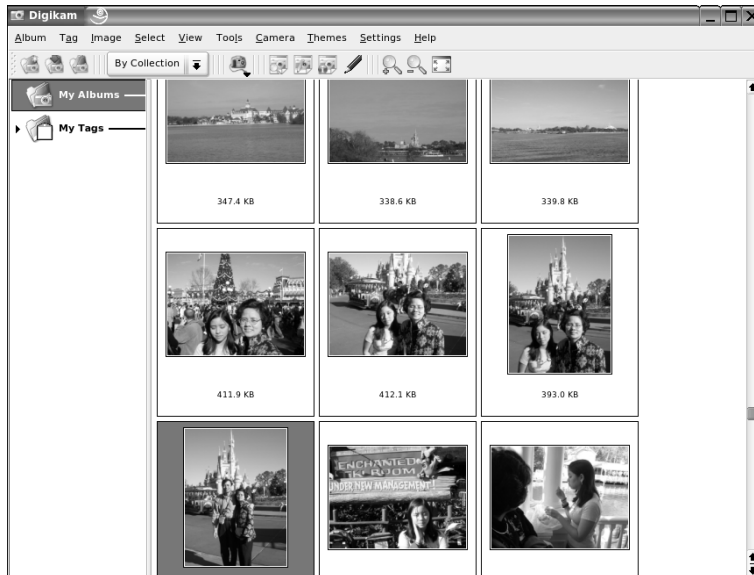 Digikam
Album Tag Image Select View Tools Camera Themes Settings Help
By Collection
My Albums
My Tags
347.4 KB 338.6 KB 339.8 KB
411.9 KB 412.1 KB 393.0 KB
ENCHANTED
ROOM
UNDER NEW MANAGEMENT!